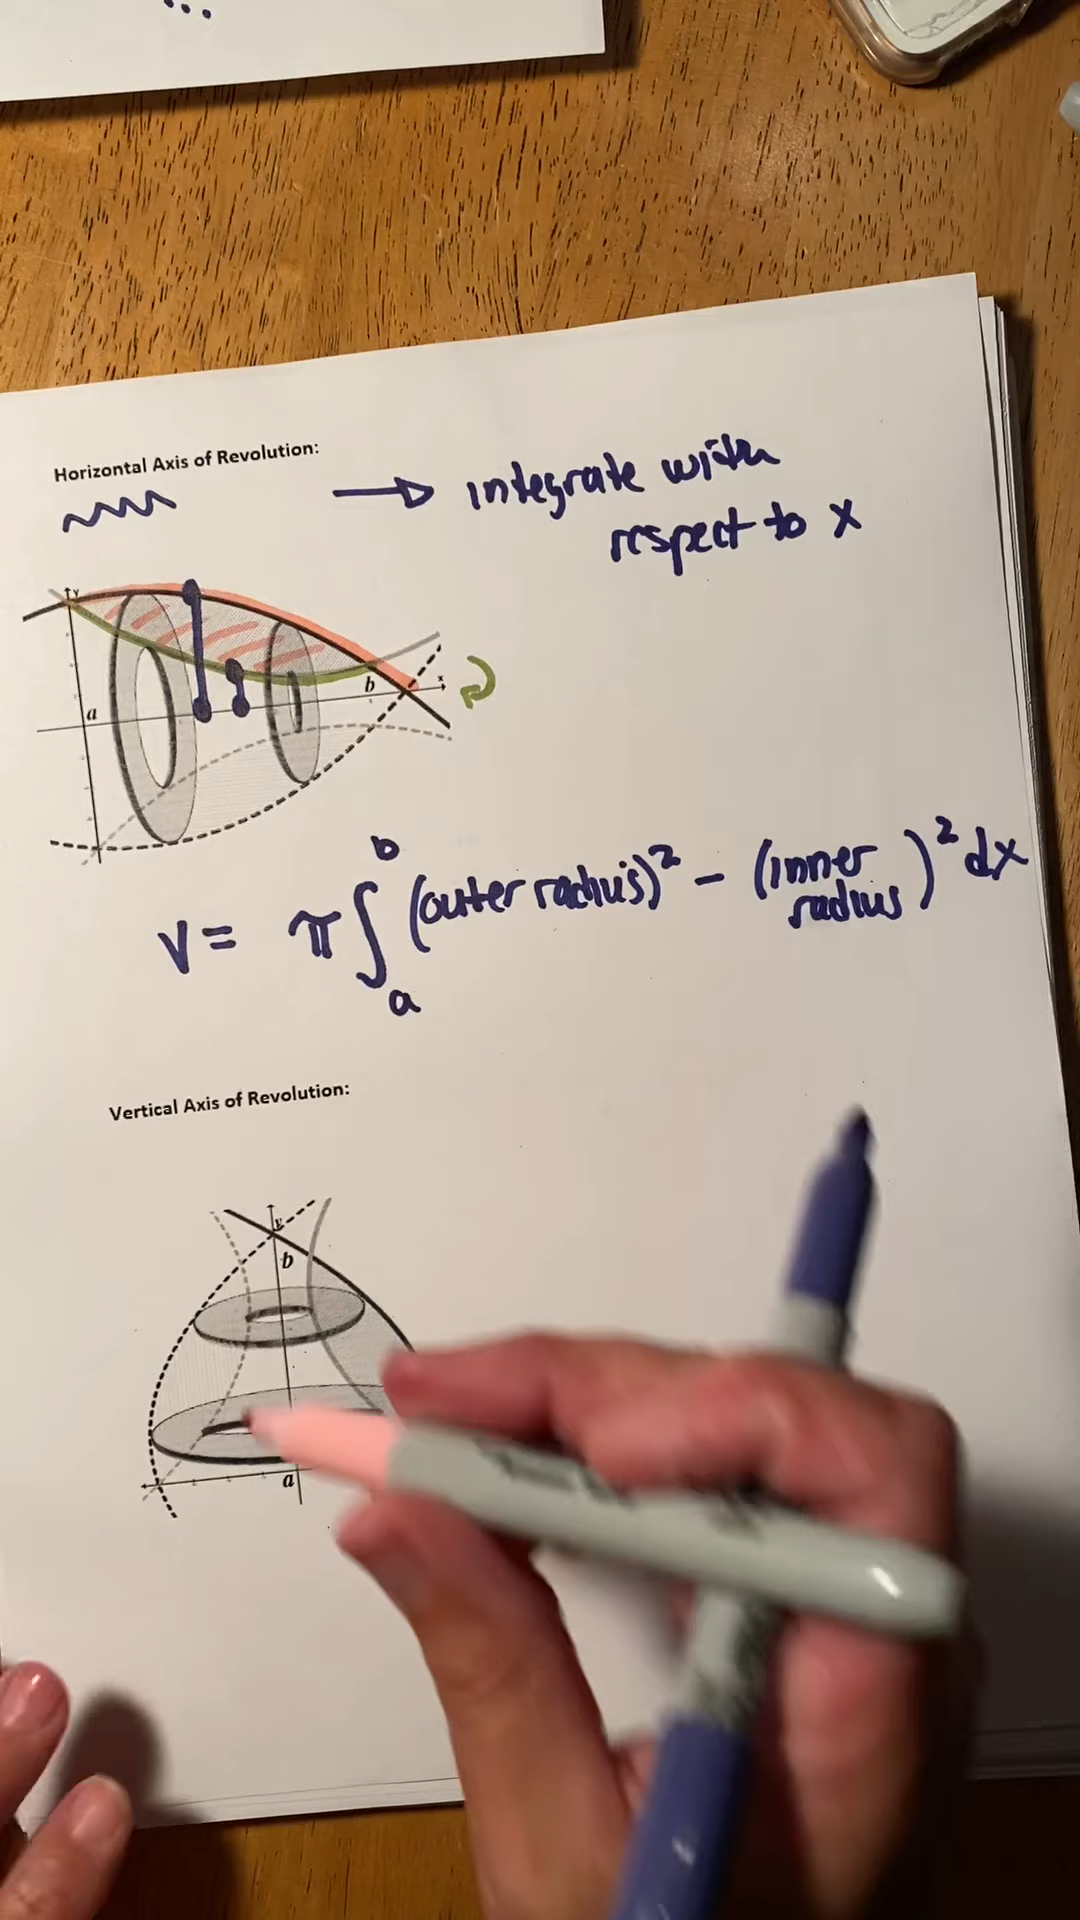 Horizontal Axis of Revolution:
→ integrate with
respect to x
y
a
b
x
V = π ∫ₐᵇ (outer radius)² − (inner radius)² dx
Vertical Axis of Revolution:
y
b
a